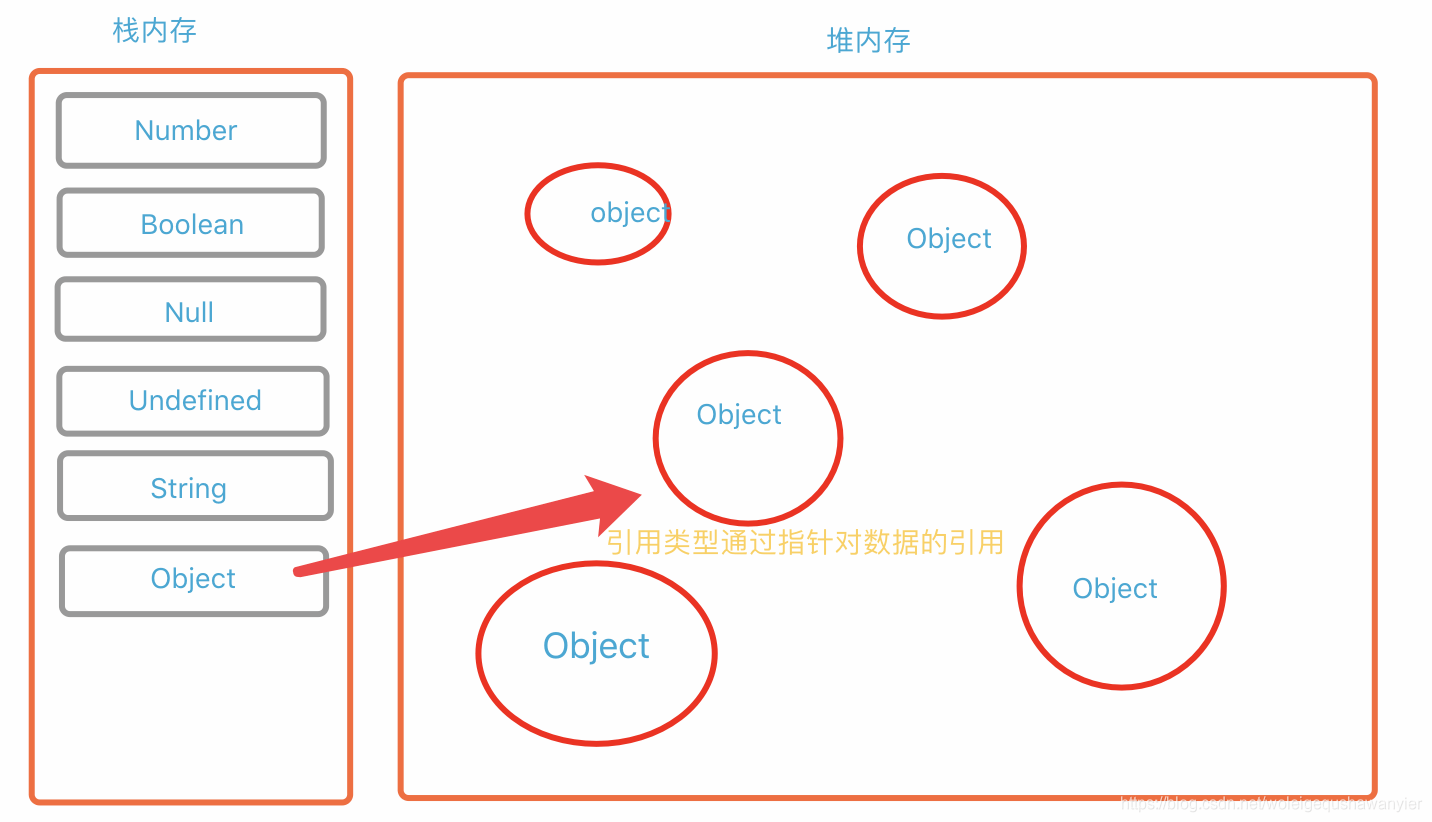 栈内存
堆内存
Number
Boolean
Null
Undefined
String
Object
object
Object
Object
引用类型通过指针对数据的引用
Object
Object
https://blog.csdn.net/woleigequshawanyier